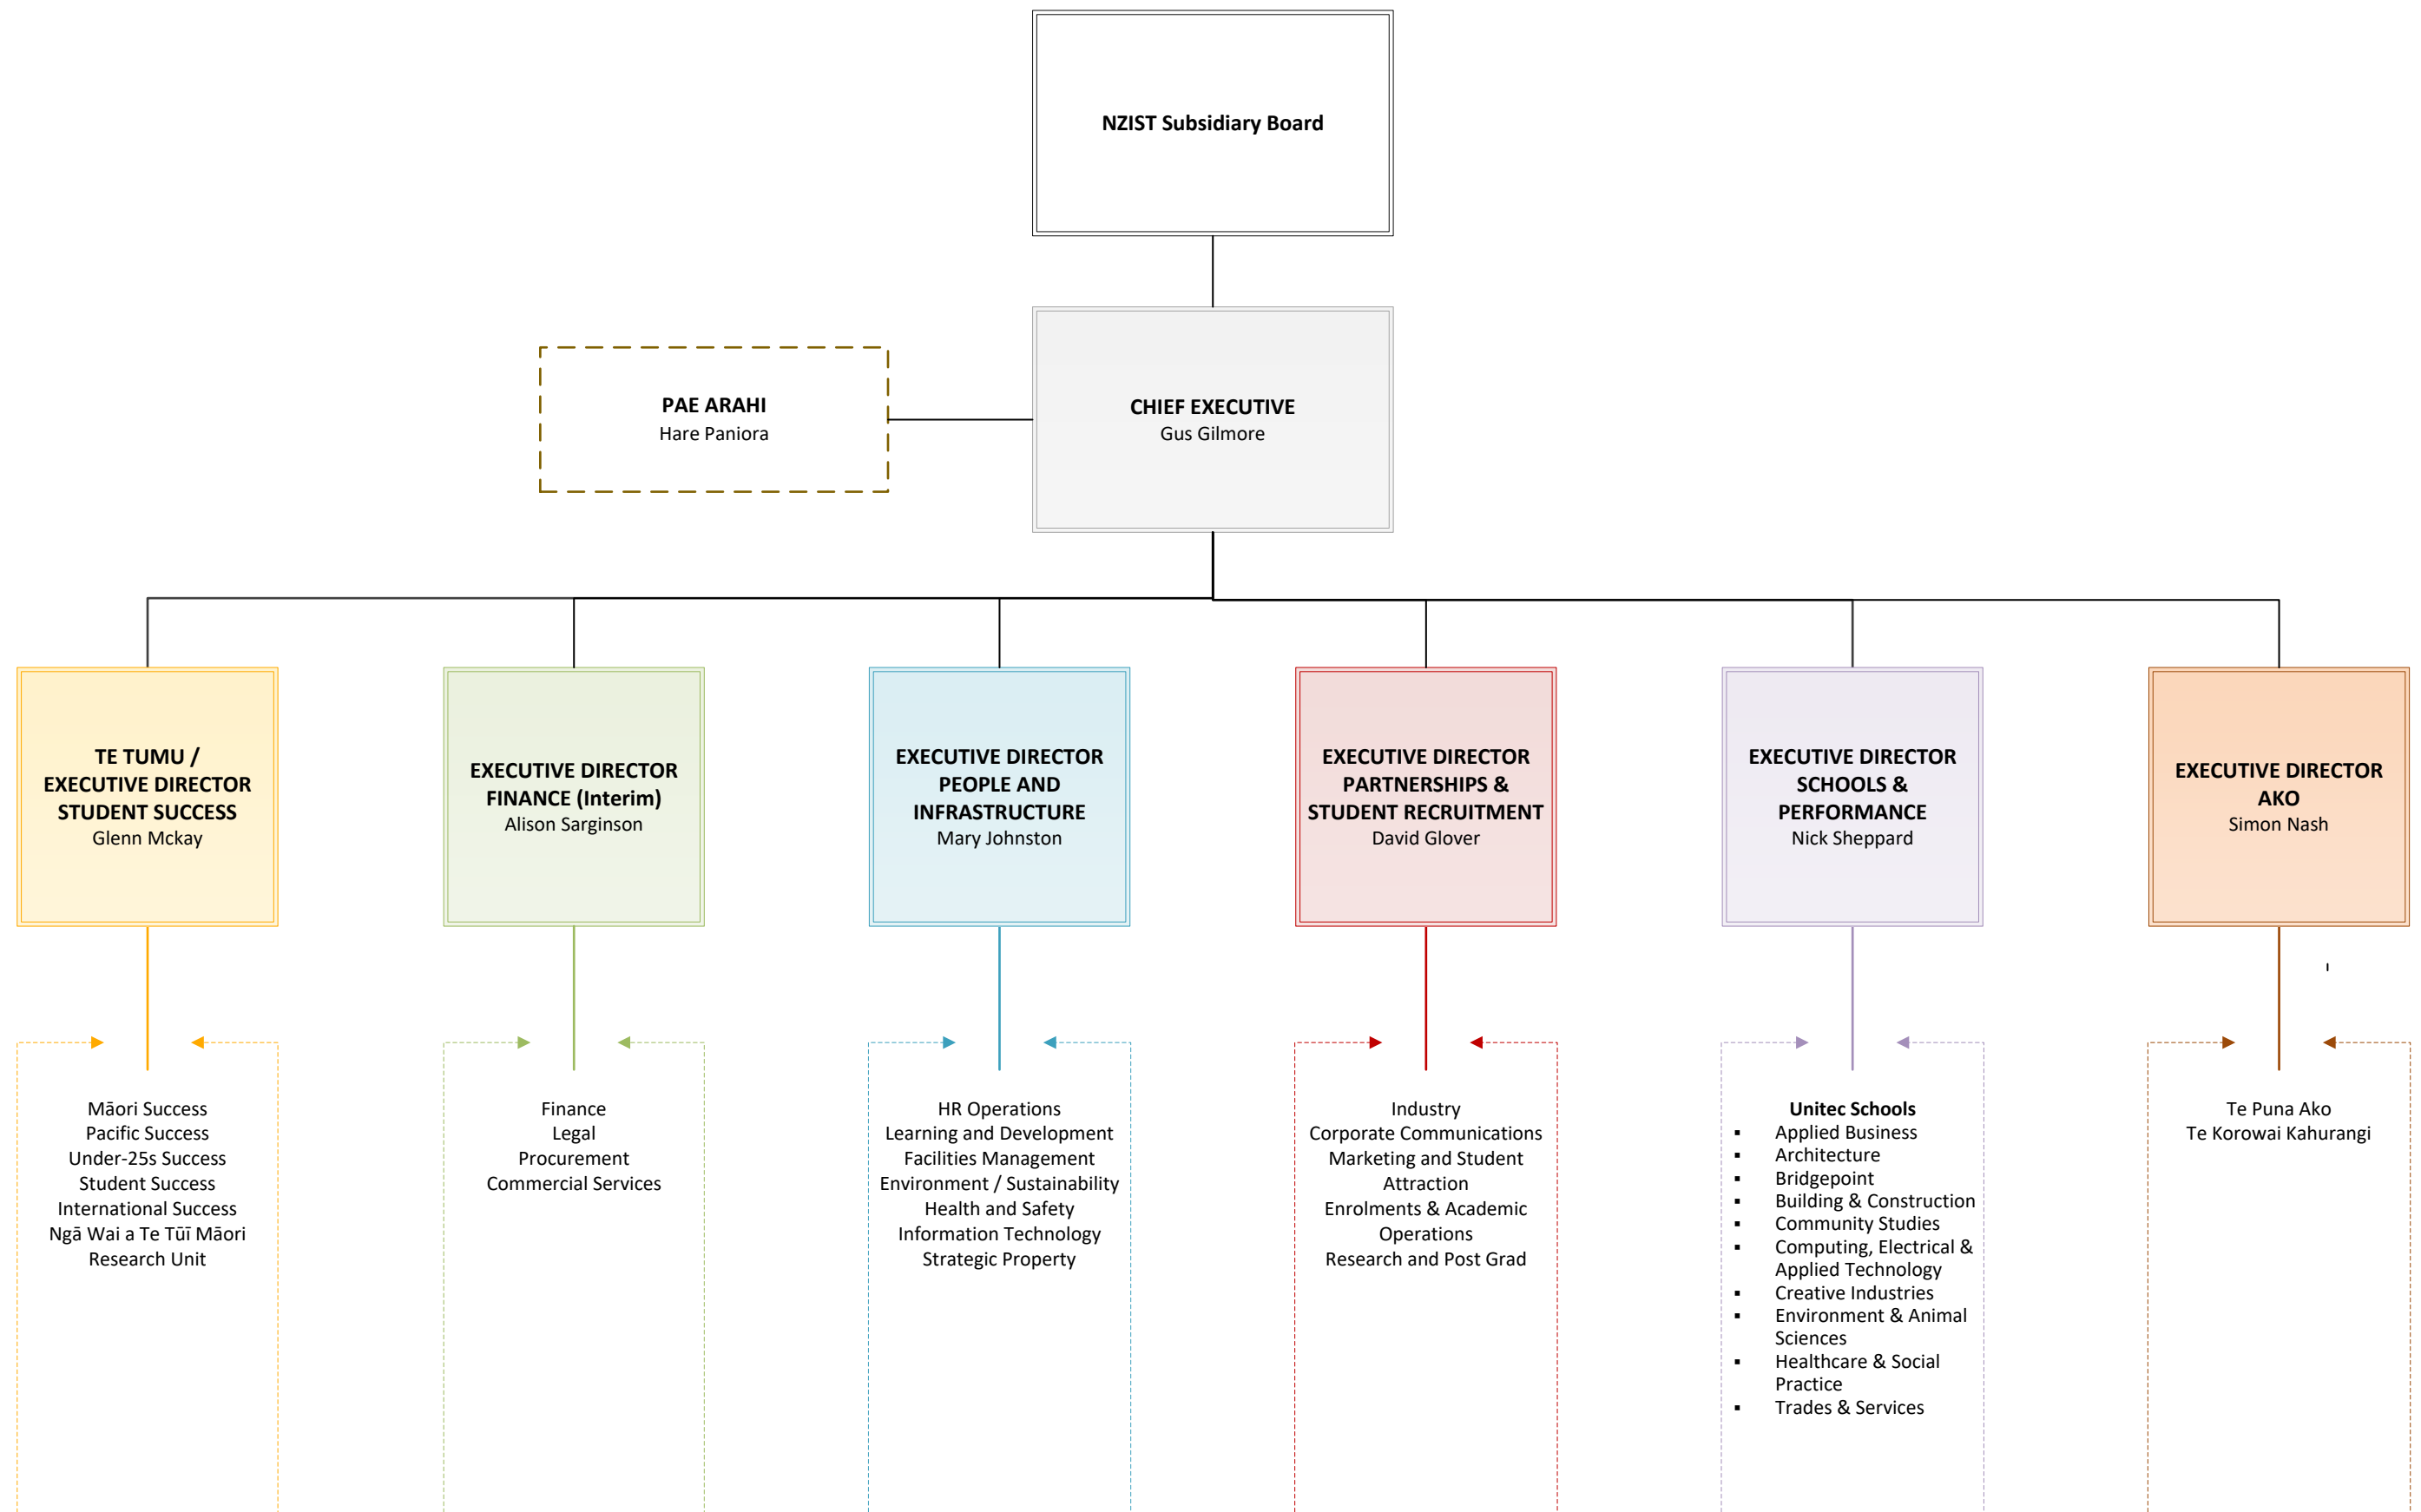 NZIST Subsidiary Board
PAE ARAHI
Hare Paniora
CHIEF EXECUTIVE
Gus Gilmore
TE TUMU /
EXECUTIVE DIRECTOR
STUDENT SUCCESS
Glenn Mckay
EXECUTIVE DIRECTOR
FINANCE (Interim)
Alison Sarginson
EXECUTIVE DIRECTOR
PEOPLE AND
INFRASTRUCTURE
Mary Johnston
EXECUTIVE DIRECTOR
PARTNERSHIPS &
STUDENT RECRUITMENT
David Glover
EXECUTIVE DIRECTOR
SCHOOLS &
PERFORMANCE
Nick Sheppard
EXECUTIVE DIRECTOR
AKO
Simon Nash
Māori Success
Pacific Success
Under-25s Success
Student Success
International Success
Ngā Wai a Te Tūī Māori
Research Unit
Finance
Legal
Procurement
Commercial Services
HR Operations
Learning and Development
Facilities Management
Environment / Sustainability
Health and Safety
Information Technology
Strategic Property
Industry
Corporate Communications
Marketing and Student
Attraction
Enrolments & Academic
Operations
Research and Post Grad
Unitec Schools
▪ Applied Business
▪ Architecture
▪ Bridgepoint
▪ Building & Construction
▪ Community Studies
▪ Computing, Electrical &
Applied Technology
▪ Creative Industries
▪ Environment & Animal
Sciences
▪ Healthcare & Social
Practice
▪ Trades & Services
Te Puna Ako
Te Korowai Kahurangi